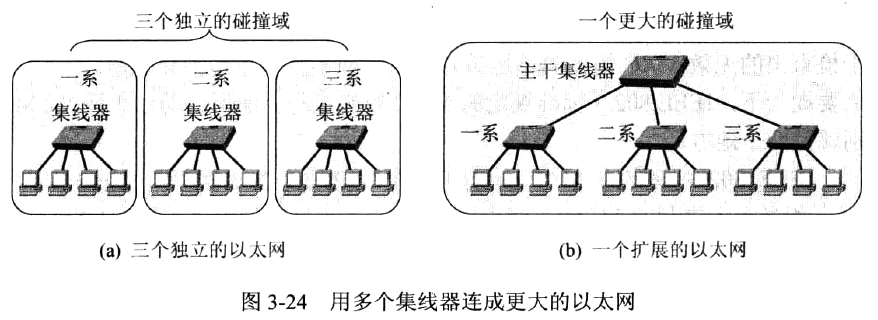 三个独立的碰撞域
一系
集线器
二系
集线器
三系
集线器
(a) 三个独立的以太网
一个更大的碰撞域
主干集线器
一系
二系
三系
(b) 一个扩展的以太网
图 3-24 用多个集线器连成更大的以太网